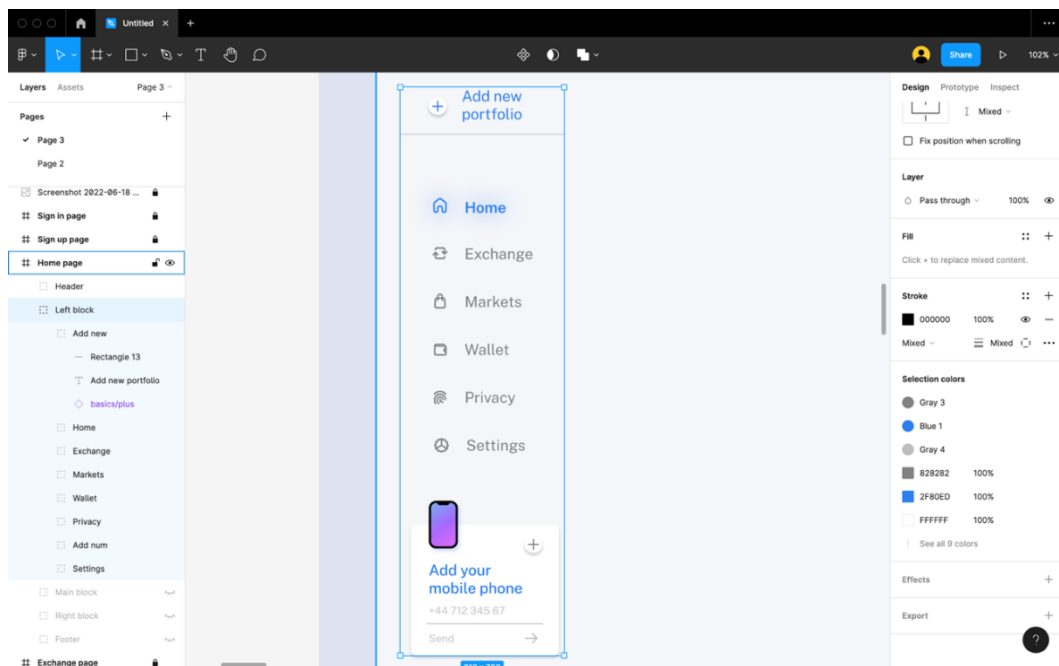 Untitled
Share
102%
Layers Assets Page 3
Pages
Page 3
Page 2
Screenshot 2022-06-18 ...
Sign in page
Sign up page
Home page
Header
Left block
Add new
Rectangle 13
Add new portfolio
basics/plus
Home
Exchange
Markets
Wallet
Privacy
Add num
Settings
Main block
Right block
Footer
Exchange page
Add new
portfolio
Home
Exchange
Markets
Wallet
Privacy
Settings
Add your
mobile phone
+44 712 345 67
Send
Design Prototype Inspect
Mixed
Fix position when scrolling
Layer
Pass through 100%
Fill
Click + to replace mixed content.
Stroke
000000 100%
Mixed Mixed
Selection colors
Gray 3
Blue 1
Gray 4
828282 100%
2F80ED 100%
FFFFFF 100%
See all 9 colors
Effects
Export
?